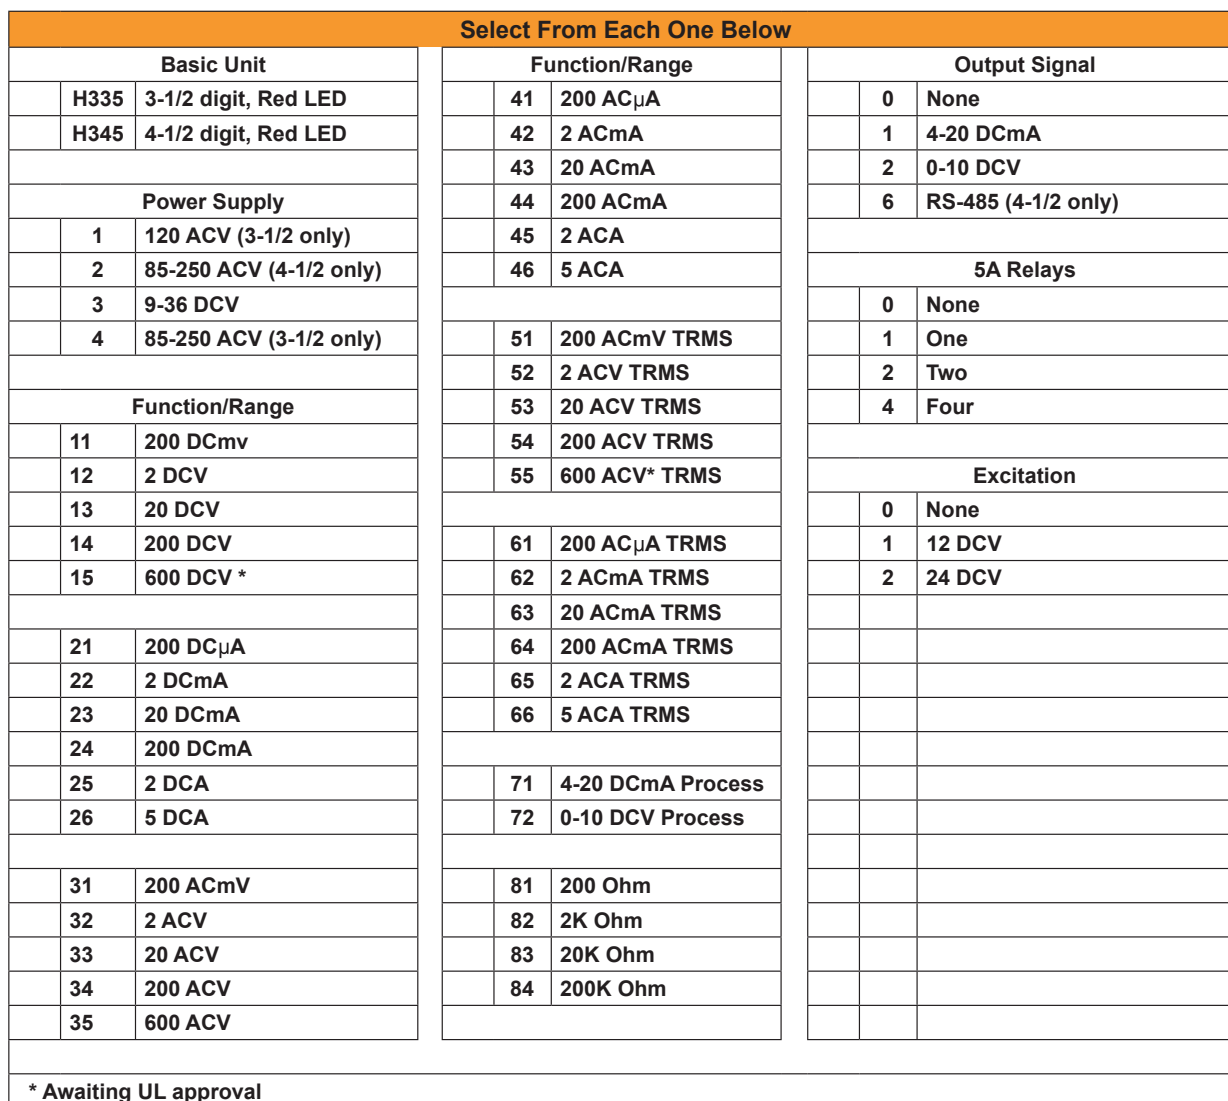 Select From Each One Below
Basic Unit
H335 3-1/2 digit, Red LED
H345 4-1/2 digit, Red LED
Power Supply
1 120 ACV (3-1/2 only)
2 85-250 ACV (4-1/2 only)
3 9-36 DCV
4 85-250 ACV (3-1/2 only)
Function/Range
11 200 DCmv
12 2 DCV
13 20 DCV
14 200 DCV
15 600 DCV *
21 200 DCµA
22 2 DCmA
23 20 DCmA
24 200 DCmA
25 2 DCA
26 5 DCA
31 200 ACmV
32 2 ACV
33 20 ACV
34 200 ACV
35 600 ACV
Function/Range
41 200 ACµA
42 2 ACmA
43 20 ACmA
44 200 ACmA
45 2 ACA
46 5 ACA
51 200 ACmV TRMS
52 2 ACV TRMS
53 20 ACV TRMS
54 200 ACV TRMS
55 600 ACV* TRMS
61 200 ACµA TRMS
62 2 ACmA TRMS
63 20 ACmA TRMS
64 200 ACmA TRMS
65 2 ACA TRMS
66 5 ACA TRMS
71 4-20 DCmA Process
72 0-10 DCV Process
81 200 Ohm
82 2K Ohm
83 20K Ohm
84 200K Ohm
Output Signal
0 None
1 4-20 DCmA
2 0-10 DCV
6 RS-485 (4-1/2 only)
5A Relays
0 None
1 One
2 Two
4 Four
Excitation
0 None
1 12 DCV
2 24 DCV
* Awaiting UL approval